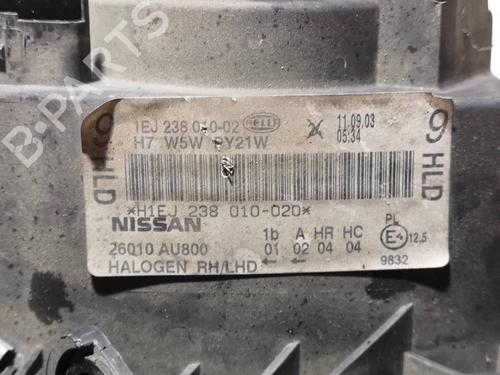 B-PARTS
9 HLD
1EJ 238 010-02 HELLA 11.09.03
H7 W5W PY21W 05:34
9 HLD
*H1EJ 238 010-020*
NISSAN 1b A HR HC PL
26010 AU800 01 02 04 04 E4 12,5
HALOGEN RH/LHD ← ← 9832